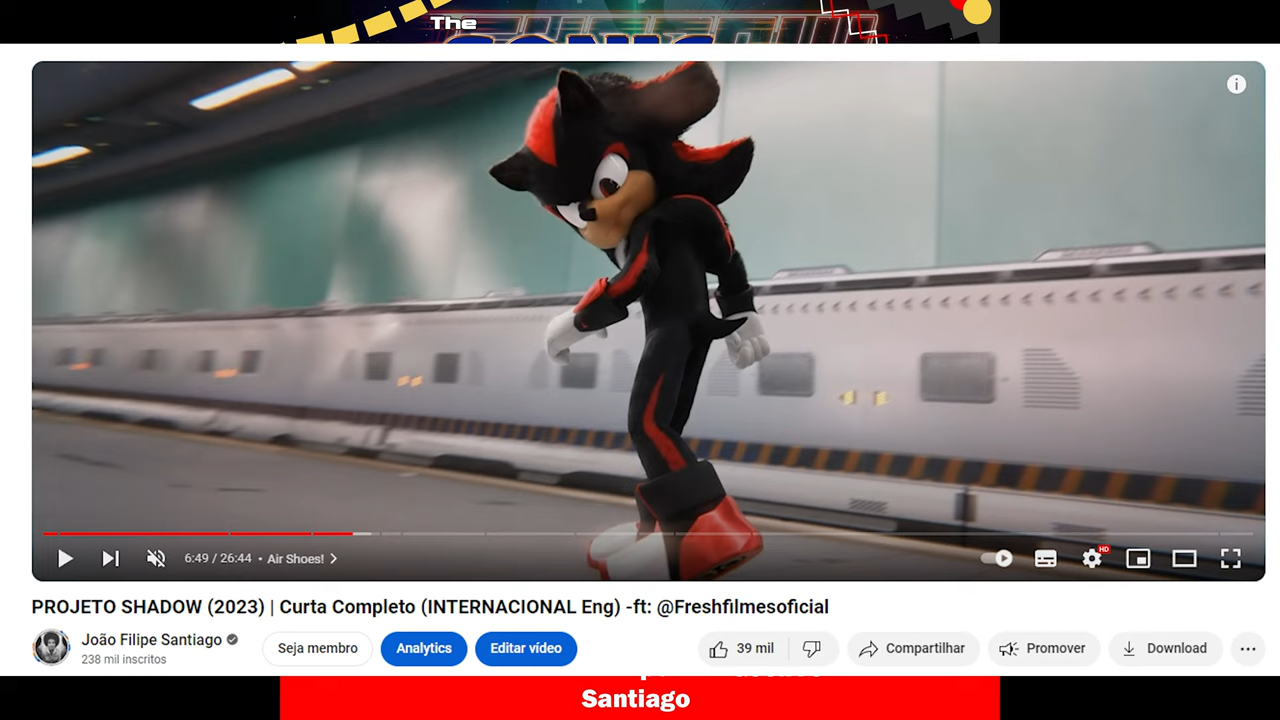 The
6:49 / 26:44 • Air Shoes!
HD
PROJETO SHADOW (2023) | Curta Completo (INTERNACIONAL Eng) -ft: @Freshfilmesoficial
João Filipe Santiago
238 mil inscritos
Seja membro
Analytics
Editar vídeo
39 mil
Compartilhar
Promover
Download
Santiago